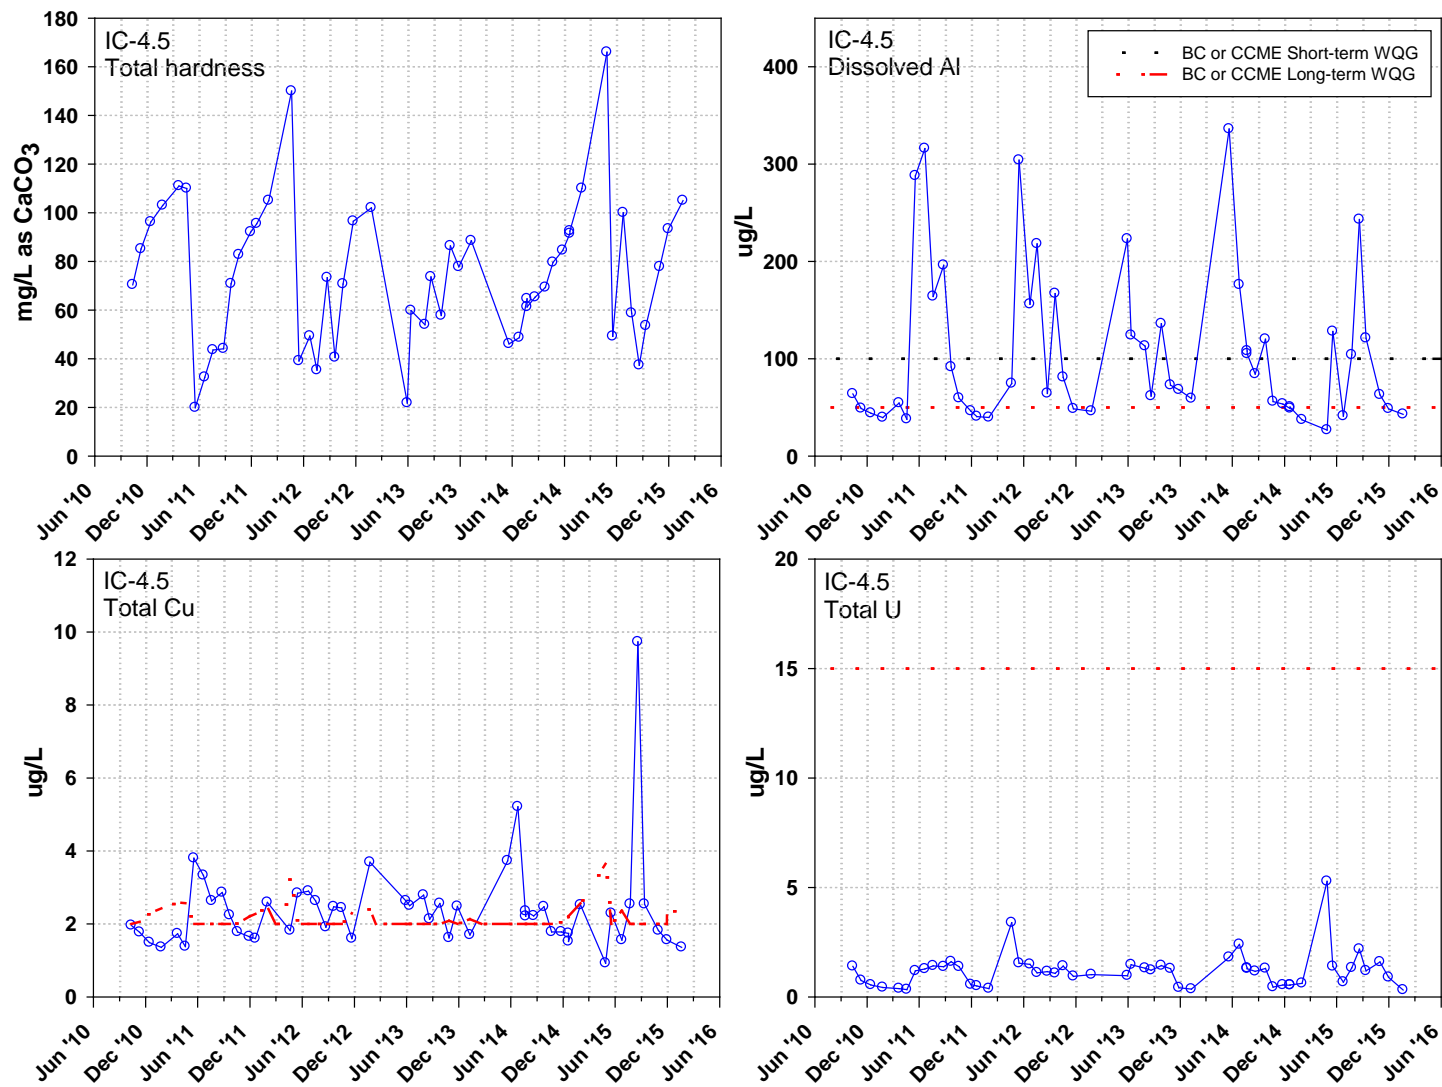 IC-4.5
Total hardness
mg/L as CaCO3
180
160
140
120
100
80
60
40
20
0
Jun '10
Dec '10
Jun '11
Dec '11
Jun '12
Dec '12
Jun '13
Dec '13
Jun '14
Dec '14
Jun '15
Dec '15
Jun '16
IC-4.5
Dissolved Al
BC or CCME Short-term WQG
BC or CCME Long-term WQG
ug/L
400
300
200
100
0
Jun '10
Dec '10
Jun '11
Dec '11
Jun '12
Dec '12
Jun '13
Dec '13
Jun '14
Dec '14
Jun '15
Dec '15
Jun '16
IC-4.5
Total Cu
ug/L
12
10
8
6
4
2
0
Jun '10
Dec '10
Jun '11
Dec '11
Jun '12
Dec '12
Jun '13
Dec '13
Jun '14
Dec '14
Jun '15
Dec '15
Jun '16
IC-4.5
Total U
ug/L
20
15
10
5
0
Jun '10
Dec '10
Jun '11
Dec '11
Jun '12
Dec '12
Jun '13
Dec '13
Jun '14
Dec '14
Jun '15
Dec '15
Jun '16